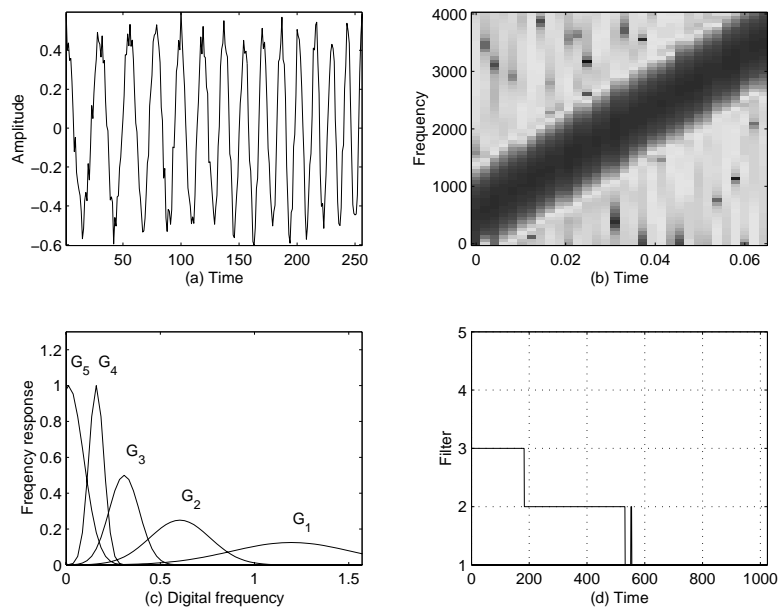 0.4
0.2
0
−0.2
−0.4
−0.6
Amplitude
50 100 150 200 250
(a) Time
4000
3000
2000
1000
0
Frequency
0 0.02 0.04 0.06
(b) Time
1.2
1
0.8
0.6
0.4
0.2
0
Freqency response
G5 G4
G3
G2
G1
0 0.5 1 1.5
(c) Digital frequency
5
4
3
2
1
Filter
0 200 400 600 800 1000
(d) Time